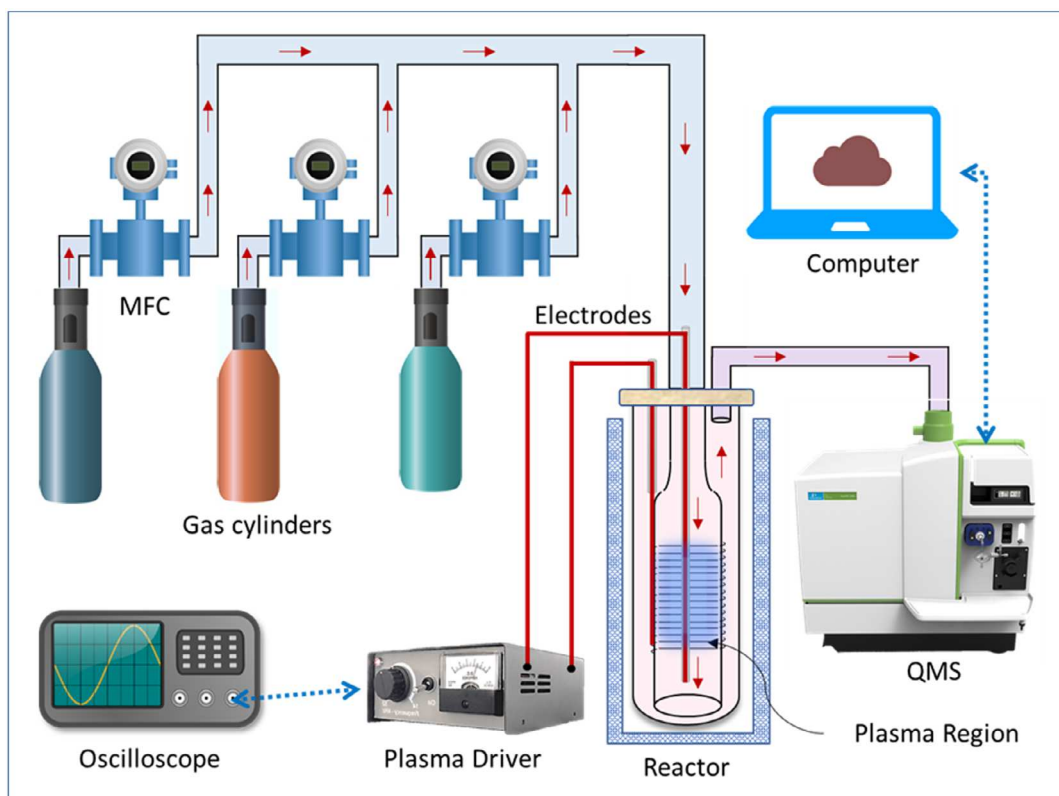 Computer
MFC
Electrodes
Gas cylinders
QMS
Plasma Region
Oscilloscope
Plasma Driver
Reactor